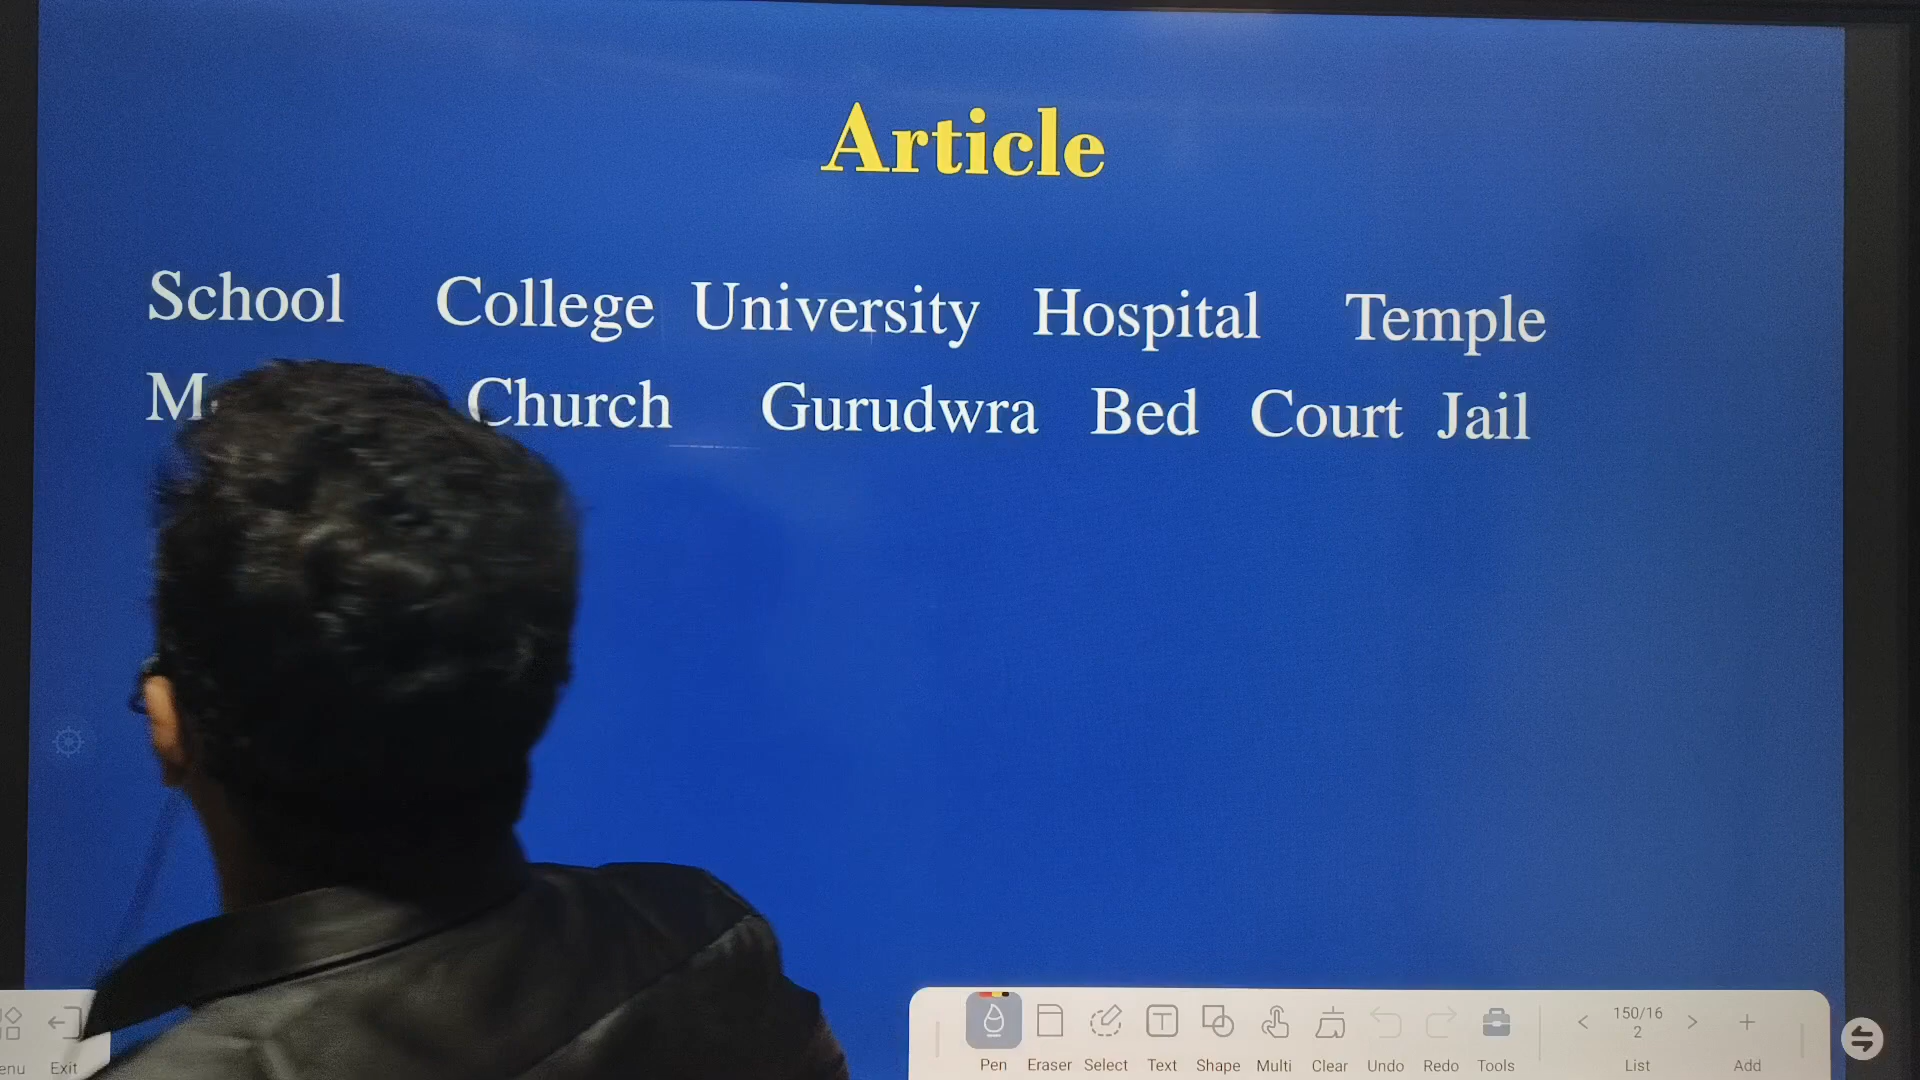 Article
School College University Hospital Temple
Church Gurudwra Bed Court Jail
Exit
Pen Eraser Select Text Shape Multi Clear Undo Redo Tools
150/16
2
List
Add